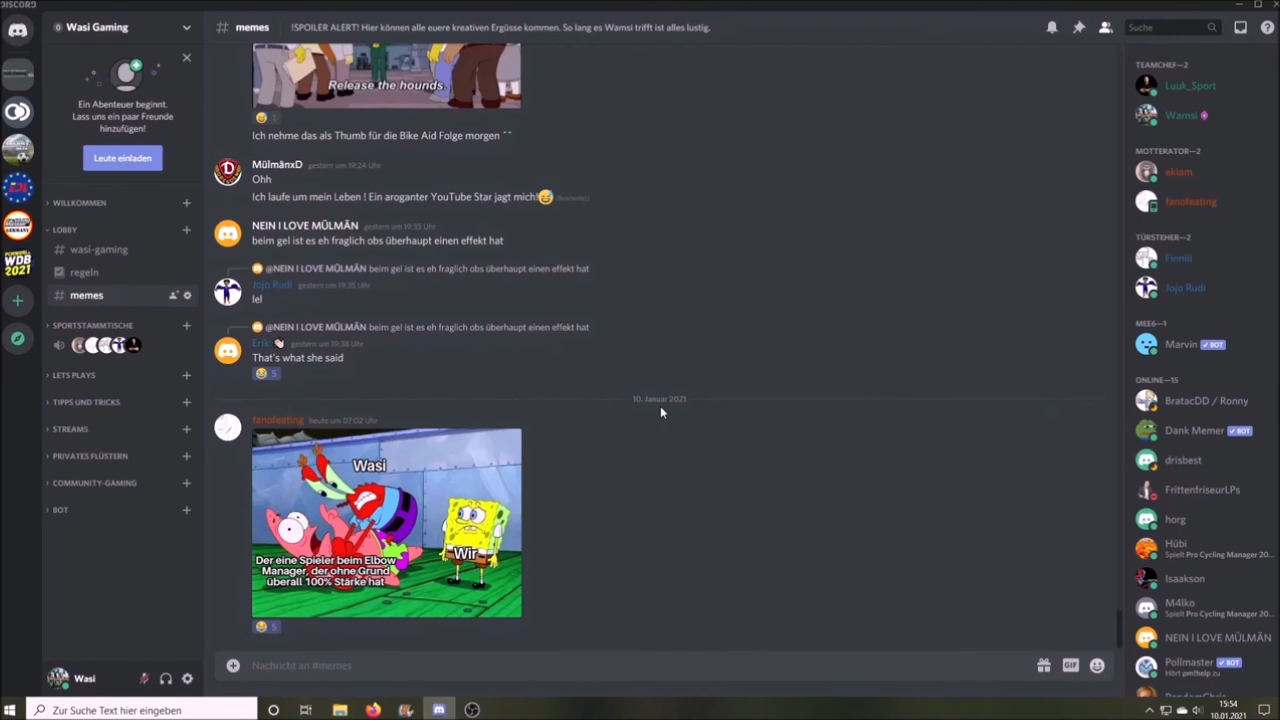 DISCORD
Wasi Gaming
memes
!SPOILER ALERT! Hier können alle euere kreativen Ergüsse kommen. So lang es Wamsi trifft ist alles lustig.
Suche
Ein Abenteuer beginnt.
Lass uns ein paar Freunde
hinzufügen!
Leute einladen
WILLKOMMEN
LOBBY
wasi-gaming
regeln
memes
SPORTSTAMMTISCHE
LETS PLAYS
TIPPS UND TRICKS
STREAMS
PRIVATES FLÜSTERN
COMMUNITY-GAMING
BOT
WDB
2021
Wasi
Release the hounds.
1
Ich nehme das als Thumb für die Bike Aid Folge morgen ^^
MülmänxD gestern um 19:24 Uhr
Ohh
Ich laufe um mein Leben ! Ein aroganter YouTube Star jagt mich! (bearbeitet)
NEIN I LOVE MÜLMÄN gestern um 19:33 Uhr
beim gel ist es eh fraglich obs überhaupt einen effekt hat
@NEIN I LOVE MÜLMÄN beim gel ist es eh fraglich obs überhaupt einen effekt hat
Jojo Rudi gestern um 19:35 Uhr
lel
@NEIN I LOVE MÜLMÄN beim gel ist es eh fraglich obs überhaupt einen effekt hat
Erik gestern um 19:38 Uhr
That's what she said
5
10. Januar 2021
fanofeating heute um 07:02 Uhr
Wasi
Wir
Der eine Spieler beim Elbow
Manager, der ohne Grund
überall 100% Stärke hat
5
Nachricht an #memes
GIF
TEAMCHEF—2
Luuk_Sport
Wamsi
MOTTERATOR—2
ekiam
fanofeating
TÜRSTEHER—2
Finniii
Jojo Rudi
MEE6—1
Marvin BOT
ONLINE—15
BratacDD / Ronny
Dank Memer BOT
drisbest
FrittenfriseurLPs
horg
Hübi
Spielt Pro Cycling Manager 20...
Isaakson
M4lko
Spielt Pro Cycling Manager 20...
NEIN I LOVE MÜLMÄN
Pollmaster BOT
Hört pm!help zu
RandomChris
Zur Suche Text hier eingeben
15:54
10.01.2021